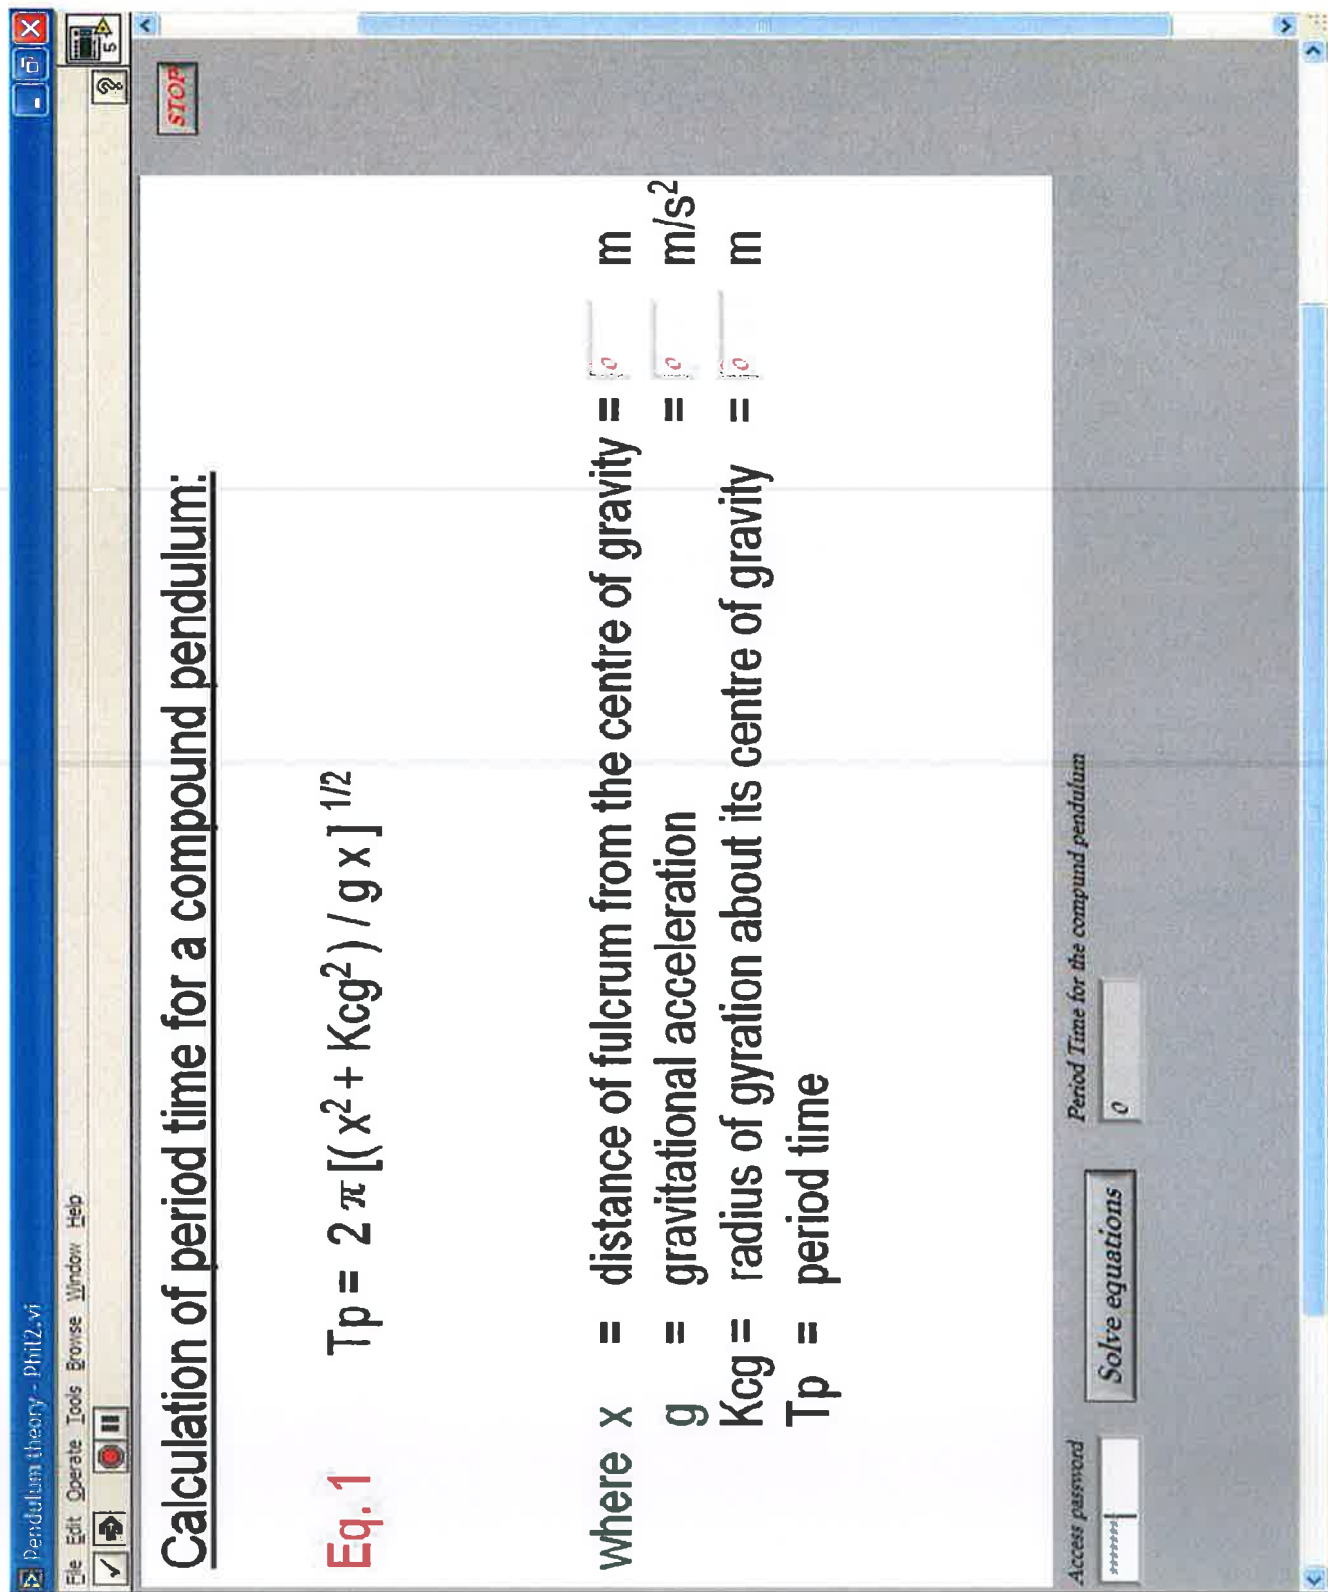 Pendulum theory - Phil2.vi
File Edit Operate Tools Browse Window Help
5
?
STOP
Calculation of period time for a compound pendulum:
Eq. 1 Tp = 2 π [( x² + Kcg² ) / g x ] 1/2
where x = distance of fulcrum from the centre of gravity = 0 m
g = gravitational acceleration = 0 m/s²
Kcg = radius of gyration about its centre of gravity = 0 m
Tp = period time
Access password
********
Solve equations
Period Time for the compund pendulum
0